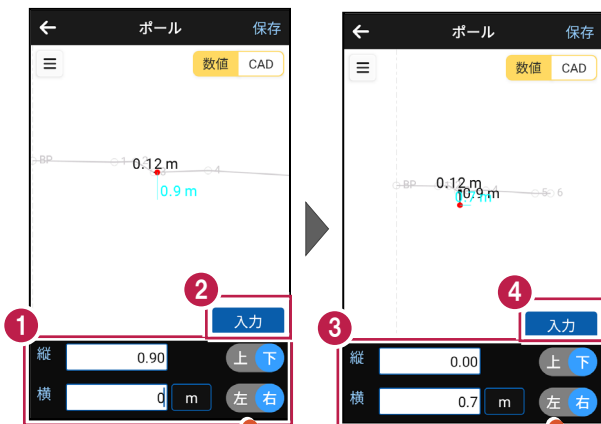 ← ポール 保存
数値 CAD
BP 1 2 3 4
0.12 m
0.9 m
2
入力
1
縦 0.90 上 下
横 0 m 左 右
← ポール 保存
数値 CAD
BP 4 5 6
0.12 m
0.9 m
0.7 m
4
入力
3
縦 0.00 上 下
横 0.7 m 左 右